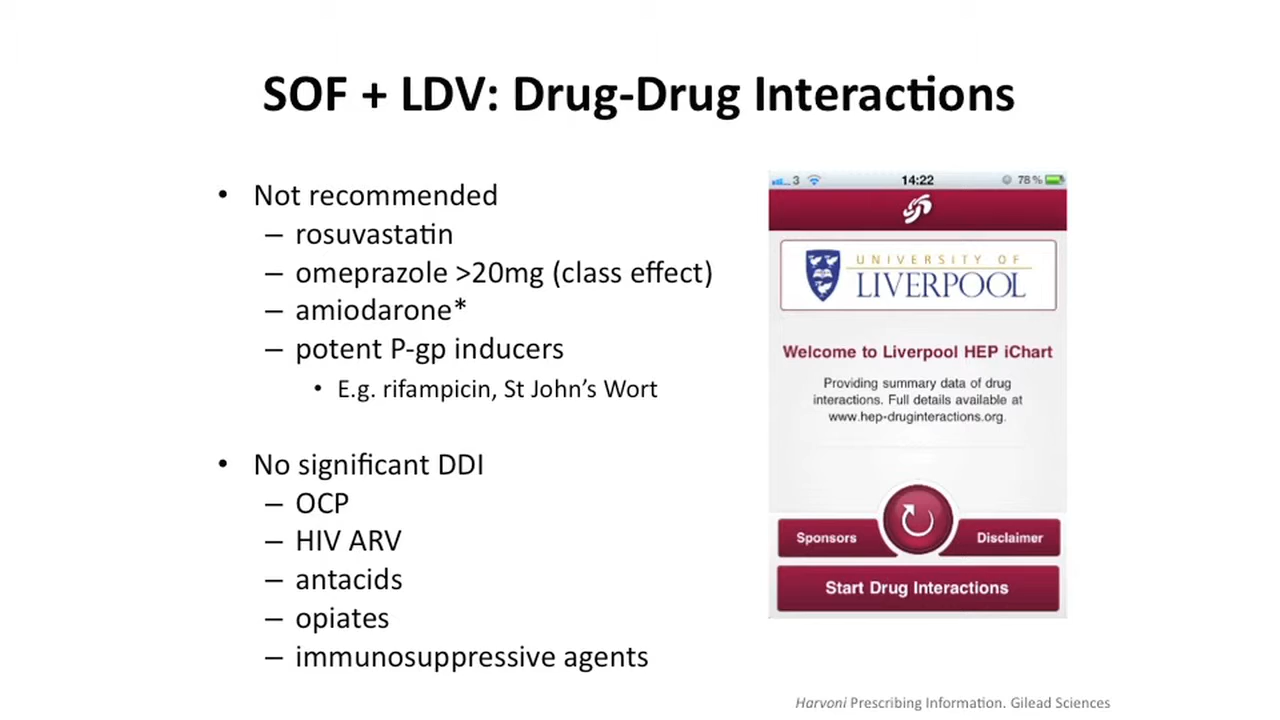 SOF + LDV: Drug-Drug Interactions
• Not recommended
– rosuvastatin
– omeprazole >20mg (class effect)
– amiodarone*
– potent P-gp inducers
• E.g. rifampicin, St John's Wort
• No significant DDI
– OCP
– HIV ARV
– antacids
– opiates
– immunosuppressive agents
3 14:22 78%
UNIVERSITY OF
LIVERPOOL
Welcome to Liverpool HEP iChart
Providing summary data of drug
interactions. Full details available at
www.hep-druginteractions.org.
Sponsors Disclaimer
Start Drug Interactions
Harvoni Prescribing Information. Gilead Sciences